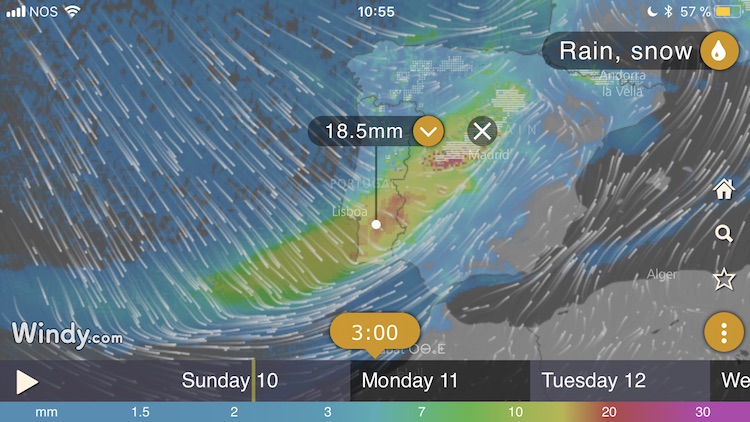 NOS 10:55 57 %
Rain, snow
Andorra
la Vella
18.5mm
Madrid
Lisboa
Alger
Windy.com
3:00
Sunday 10 Monday 11 Tuesday 12 We
mm 1.5 2 3 7 10 20 30